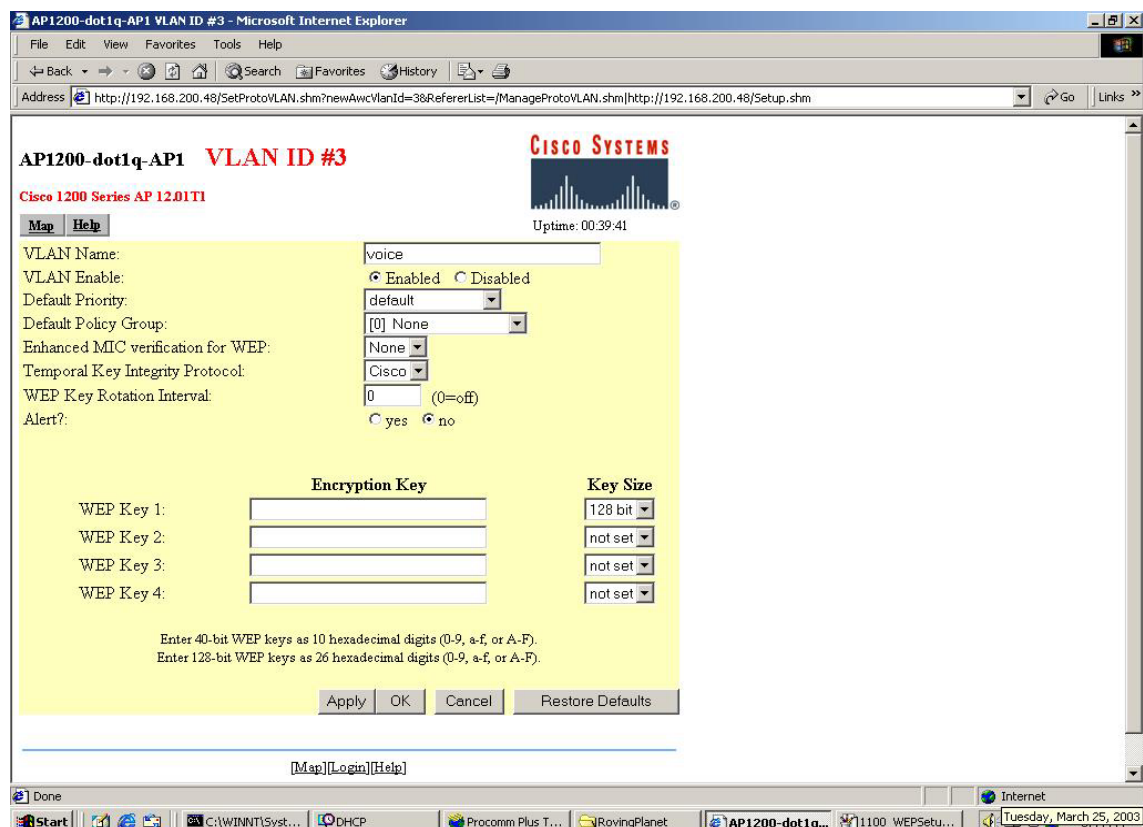 AP1200-dot1q-AP1 VLAN ID #3 - Microsoft Internet Explorer
File Edit View Favorites Tools Help
Back Search Favorites History
Address http://192.168.200.48/SetProtoVLAN.shm?newAwcVlanId=3&RefererList=/ManageProtoVLAN.shm|http://192.168.200.48/Setup.shm Go Links »
CISCO SYSTEMS
AP1200-dot1q-AP1 VLAN ID #3
Cisco 1200 Series AP 12.01T1
®
Map Help Uptime: 00:39:41
VLAN Name: voice
VLAN Enable: Enabled Disabled
Default Priority: default
Default Policy Group: [0] None
Enhanced MIC verification for WEP: None
Temporal Key Integrity Protocol: Cisco
WEP Key Rotation Interval: 0 (0=off)
Alert?: yes no
Encryption Key Key Size
WEP Key 1: 128 bit
WEP Key 2: not set
WEP Key 3: not set
WEP Key 4: not set
Enter 40-bit WEP keys as 10 hexadecimal digits (0-9, a-f, or A-F).
Enter 128-bit WEP keys as 26 hexadecimal digits (0-9, a-f, or A-F).
Apply OK Cancel Restore Defaults
[Map][Login][Help]
Done Internet
Start C:\WINNT\Syst... DHCP Procomm Plus T... RovingPlanet AP1200-dot1q... 1100_WEPSetu... Tuesday, March 25, 2003